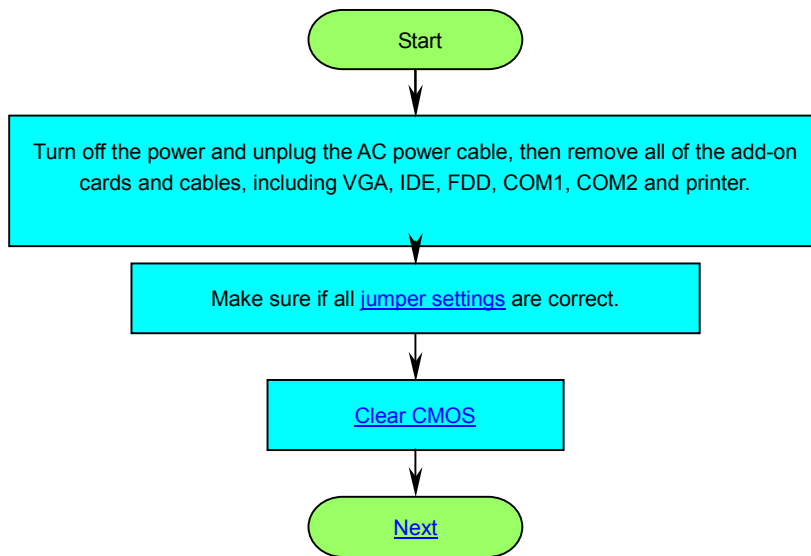 Start
Turn off the power and unplug the AC power cable, then remove all of the add-on
cards and cables, including VGA, IDE, FDD, COM1, COM2 and printer.
Make sure if all jumper settings are correct.
Clear CMOS
Next